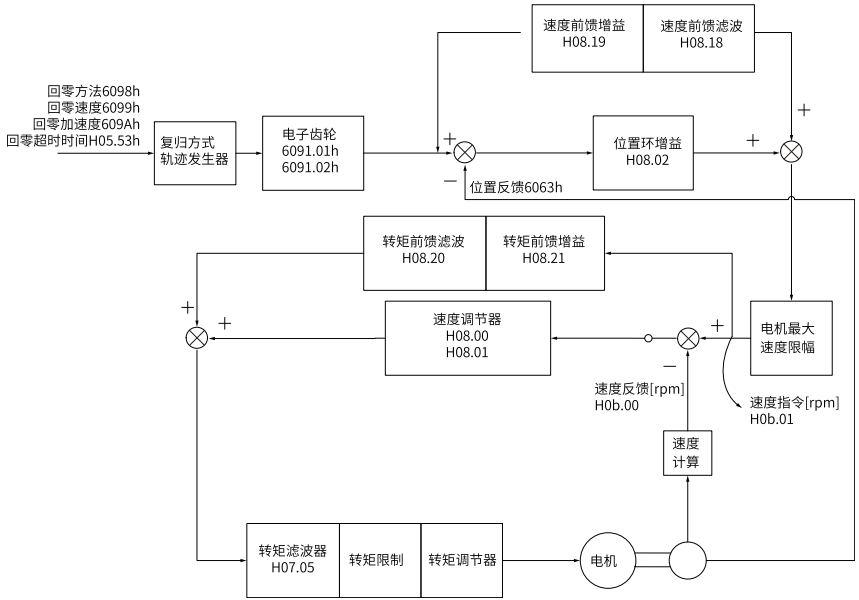 速度前馈增益
H08.19
速度前馈滤波
H08.18
回零方法6098h
回零速度6099h
回零加速度609Ah
回零超时时间H05.53h
复归方式
轨迹发生器
电子齿轮
6091.01h
6091.02h
+
−
位置反馈6063h
位置环增益
H08.02
+
+
转矩前馈滤波
H08.20
转矩前馈增益
H08.21
+
+
速度调节器
H08.00
H08.01
+
−
电机最大
速度限幅
速度反馈[rpm]
H0b.00
速度指令[rpm]
H0b.01
速度
计算
转矩滤波器
H07.05
转矩限制
转矩调节器
电机